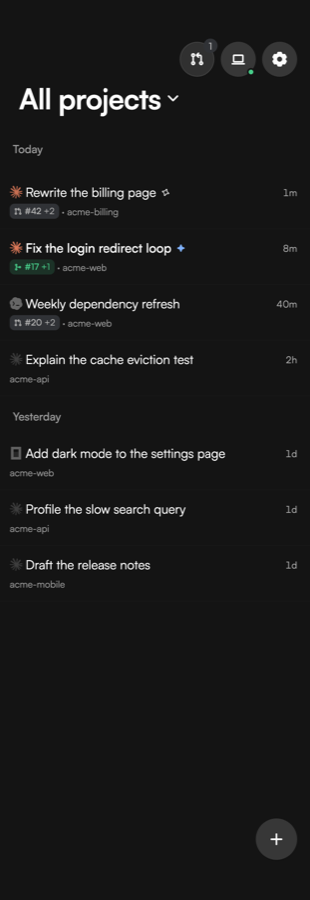 1
All projects
Today
Rewrite the billing page 1m
#42 +2 · acme-billing
Fix the login redirect loop 8m
#17 +1 · acme-web
Weekly dependency refresh 40m
#20 +2 · acme-web
Explain the cache eviction test 2h
acme-api
Yesterday
Add dark mode to the settings page 1d
acme-web
Profile the slow search query 1d
acme-api
Draft the release notes 1d
acme-mobile